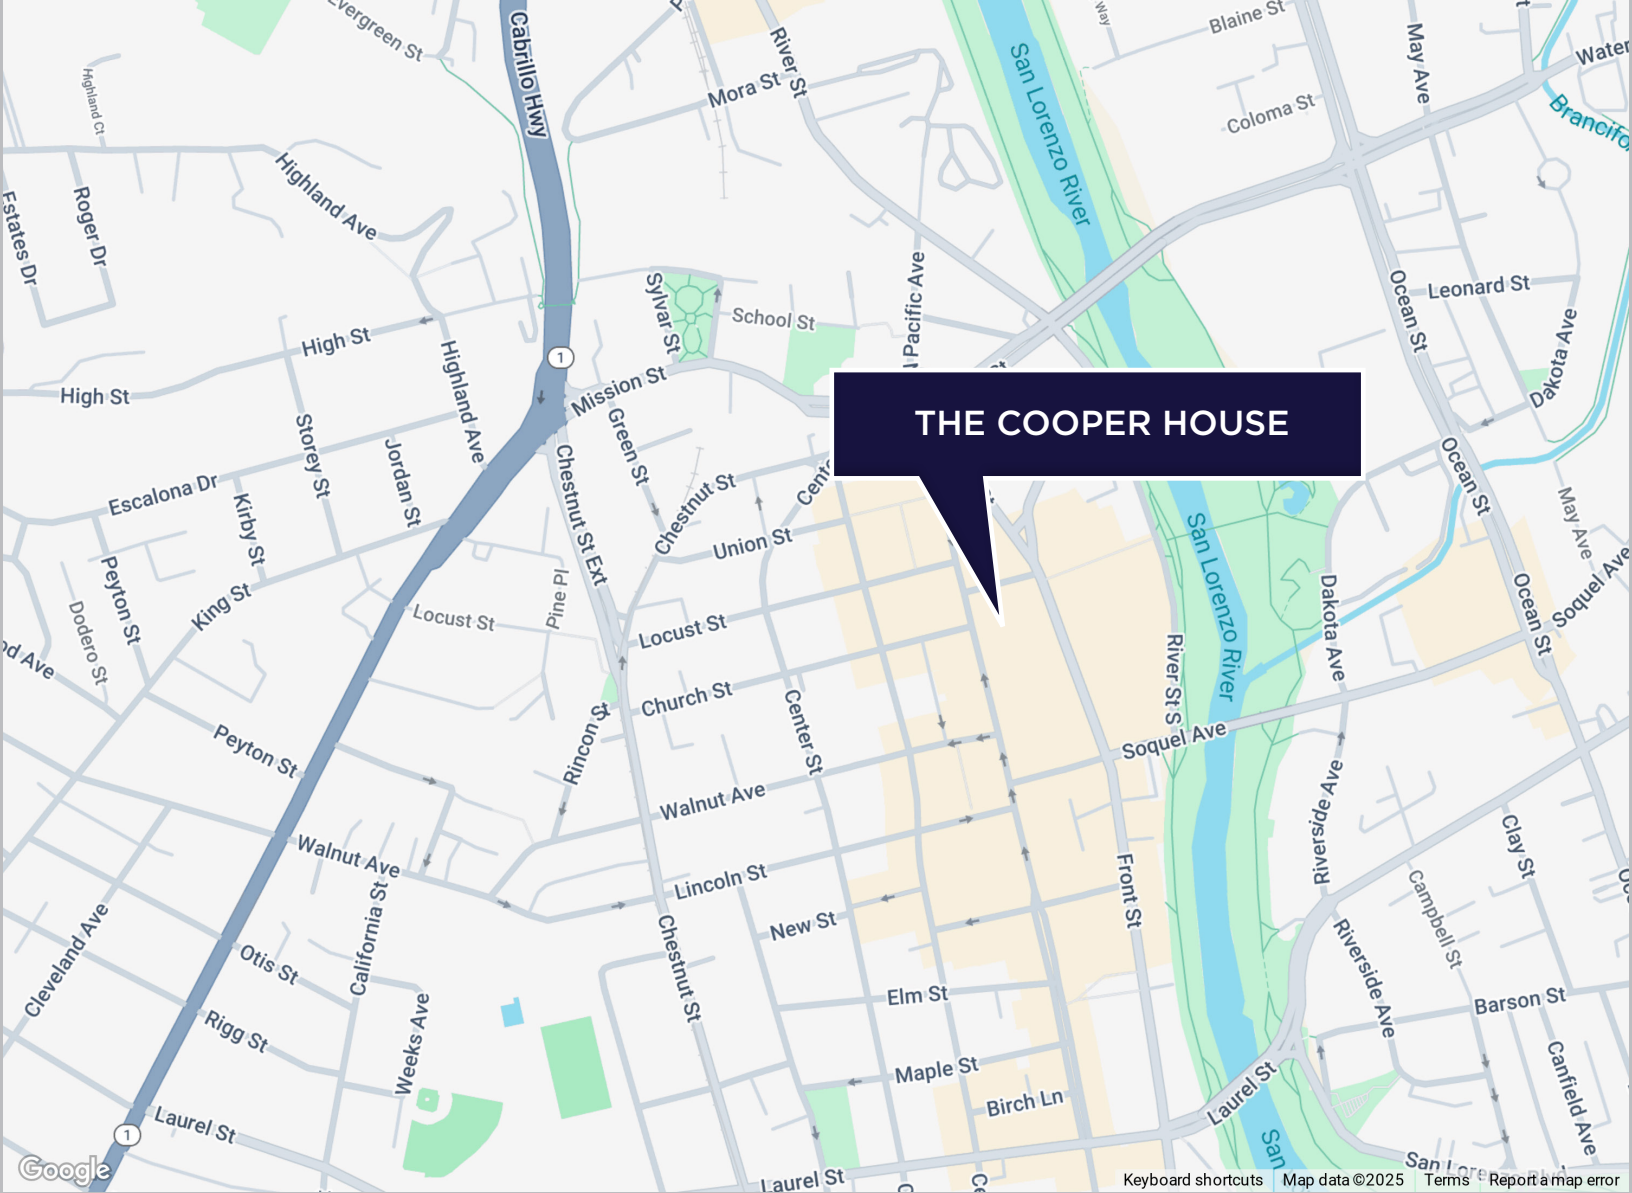 Evergreen St
Cabrillo Hwy
River St
Mora St
San Lorenzo River
Way
Blaine St
May Ave
Water
Coloma St
Highland Ct
Highland Ave
Roger Dr
Estates Dr
Sylvar St
School St
Pacific Ave
Ocean St
Leonard St
Dakota Ave
High St
High St
1
Mission St
Highland Ave
THE COOPER HOUSE
Storey St
Jordan St
Green St
Escalona Dr
Kirby St
Chestnut St Ext
Chestnut St
Union St
Ocean St
May Ave
San Lorenzo River
Peyton St
Dodero St
King St
Locust St
Pine Pl
Locust St
Church St
Rincon St
Center St
River St S
Soquel Ave
Dakota Ave
Ocean St
Soquel Ave
Peyton St
Walnut Ave
Walnut Ave
Lincoln St
New St
Front St
Riverside Ave
Clay St
Campbell St
Cleveland Ave
California St
Otis St
Rigg St
Weeks Ave
Chestnut St
Elm St
Maple St
Birch Ln
Riverside Ave
Barson St
Canfield Ave
Laurel St
1
Laurel St
Laurel St
San
Google
Keyboard shortcuts
Map data ©2025
Terms
Report a map error